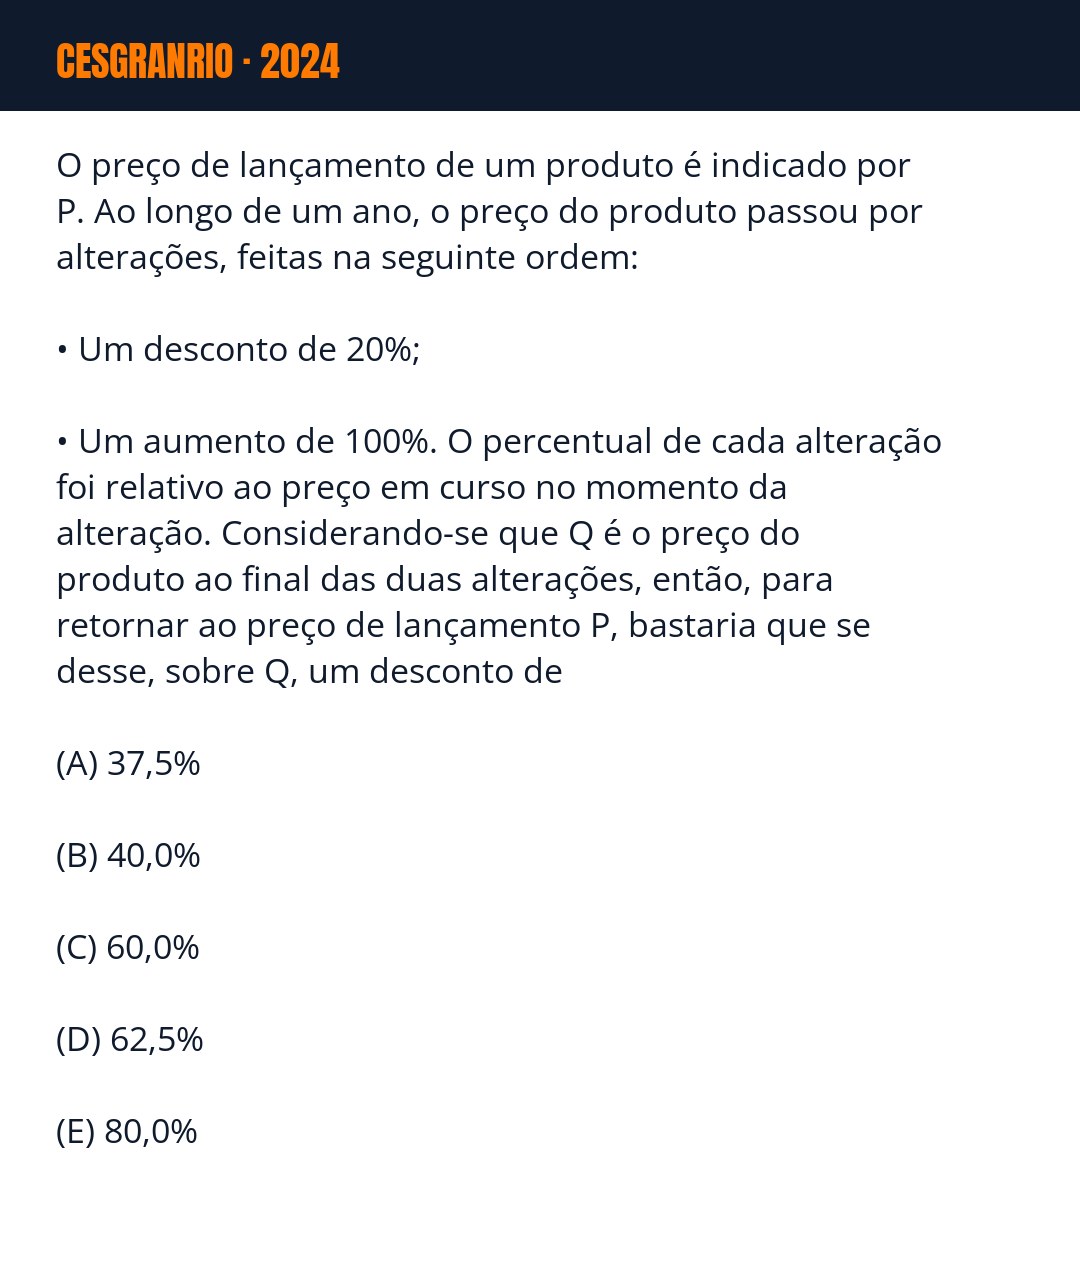 CESGRANRIO · 2024
O preço de lançamento de um produto é indicado por
P. Ao longo de um ano, o preço do produto passou por
alterações, feitas na seguinte ordem:
• Um desconto de 20%;
• Um aumento de 100%. O percentual de cada alteração
foi relativo ao preço em curso no momento da
alteração. Considerando-se que Q é o preço do
produto ao final das duas alterações, então, para
retornar ao preço de lançamento P, bastaria que se
desse, sobre Q, um desconto de
(A) 37,5%
(B) 40,0%
(C) 60,0%
(D) 62,5%
(E) 80,0%